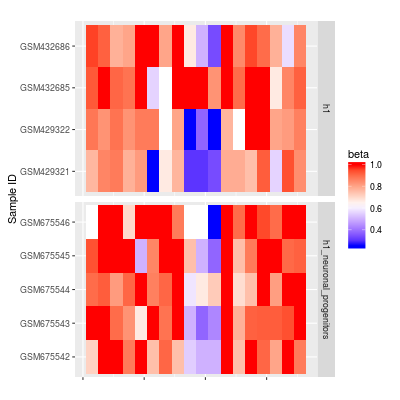 GSM432686
GSM432685
GSM429322
GSM429321
h1
GSM675546
GSM675545
GSM675544
GSM675543
GSM675542
h1_neuronal_progenitors
Sample ID
beta
1.0
0.8
0.6
0.4